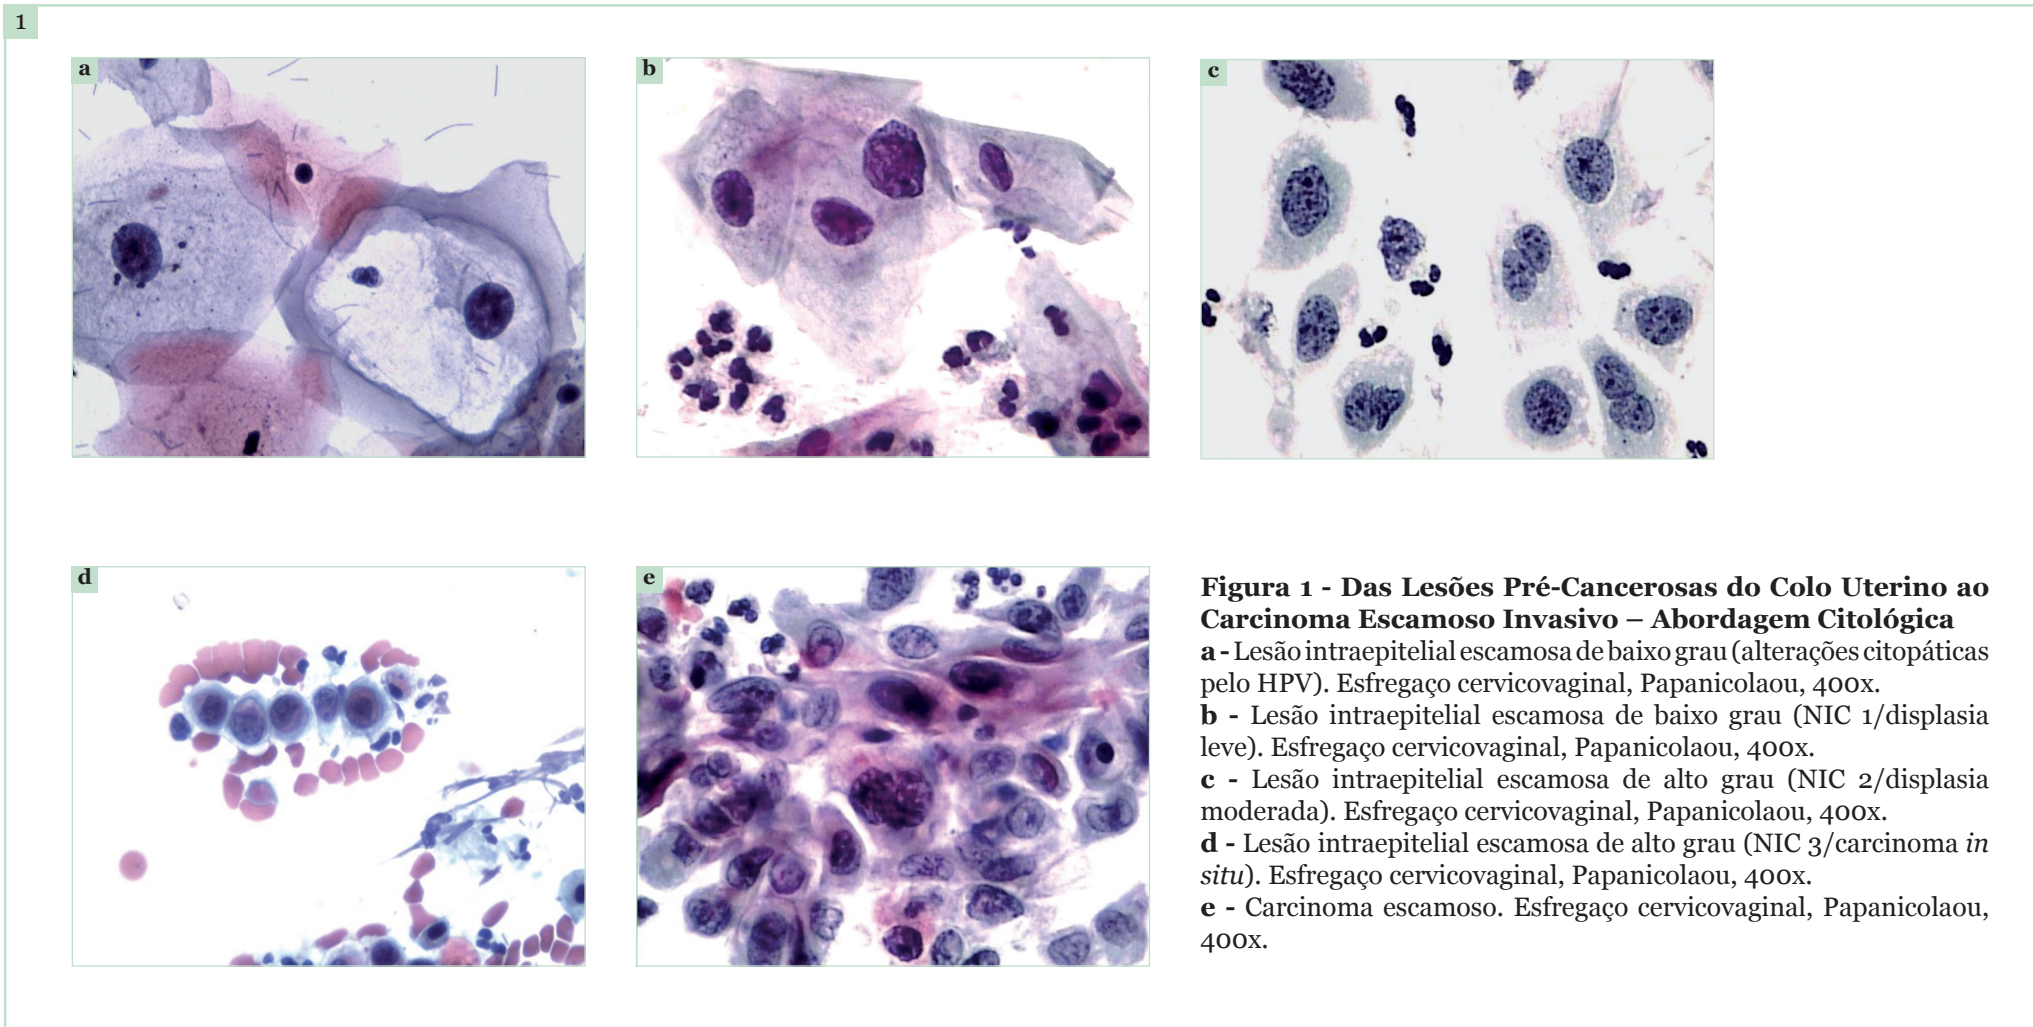 1
a
b
c
d
e
Figura 1 - Das Lesões Pré-Cancerosas do Colo Uterino ao
Carcinoma Escamoso Invasivo – Abordagem Citológica
a - Lesão intraepitelial escamosa de baixo grau (alterações citopáticas
pelo HPV). Esfregaço cervicovaginal, Papanicolaou, 400x.
b - Lesão intraepitelial escamosa de baixo grau (NIC 1/displasia
leve). Esfregaço cervicovaginal, Papanicolaou, 400x.
c - Lesão intraepitelial escamosa de alto grau (NIC 2/displasia
moderada). Esfregaço cervicovaginal, Papanicolaou, 400x.
d - Lesão intraepitelial escamosa de alto grau (NIC 3/carcinoma in
situ). Esfregaço cervicovaginal, Papanicolaou, 400x.
e - Carcinoma escamoso. Esfregaço cervicovaginal, Papanicolaou,
400x.